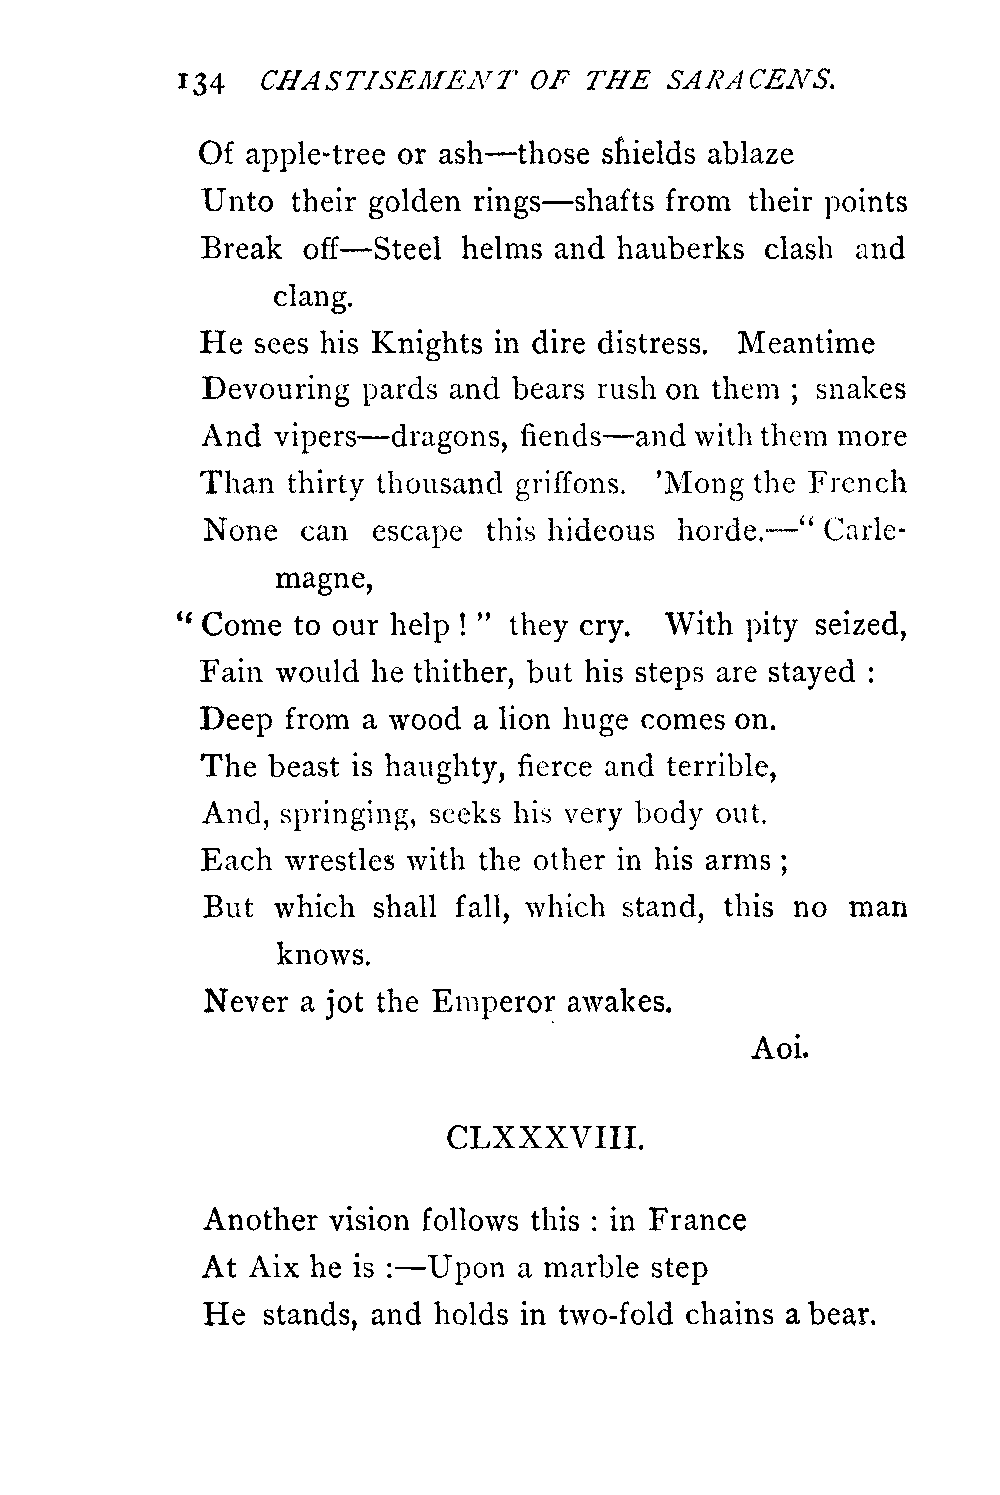 134 CHASTISEMENT OF THE SARACENS.
Of apple-tree or ash—those shields ablaze
Unto their golden rings—shafts from their points
Break off—Steel helms and hauberks clash and
clang.
He sees his Knights in dire distress. Meantime
Devouring pards and bears rush on them ; snakes
And vipers—dragons, fiends—and with them more
Than thirty thousand griffons. 'Mong the French
None can escape this hideous horde.—“ Carle-
magne,
“ Come to our help ! ” they cry. With pity seized,
Fain would he thither, but his steps are stayed :
Deep from a wood a lion huge comes on.
The beast is haughty, fierce and terrible,
And, springing, seeks his very body out.
Each wrestles with the other in his arms ;
But which shall fall, which stand, this no man
knows.
Never a jot the Emperor awakes.
Aoi.
CLXXXVIII.
Another vision follows this : in France
At Aix he is :—Upon a marble step
He stands, and holds in two-fold chains a bear.